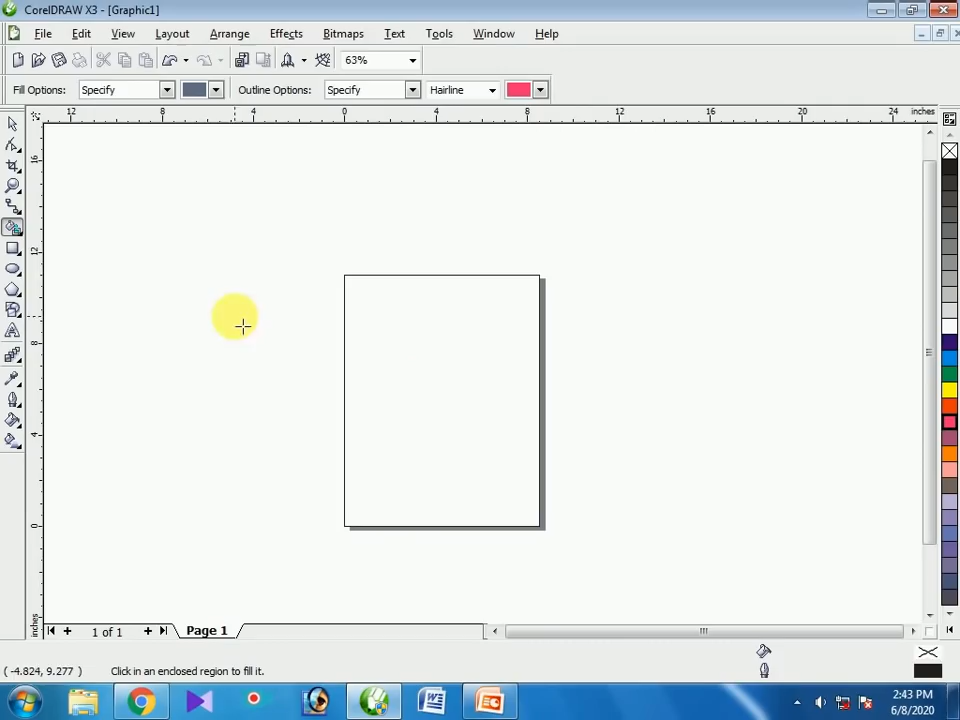 CorelDRAW X3 - [Graphic1]
File Edit View Layout Arrange Effects Bitmaps Text Tools Window Help
63%
Fill Options: Specify Outline Options: Specify Hairline
12 8 4 0 4 8 12 16 20 24 inches
16
12
8
4
0
inches
1 of 1 Page 1
( -4.824, 9.277 ) Click in an enclosed region to fill it.
2:43 PM
6/8/2020